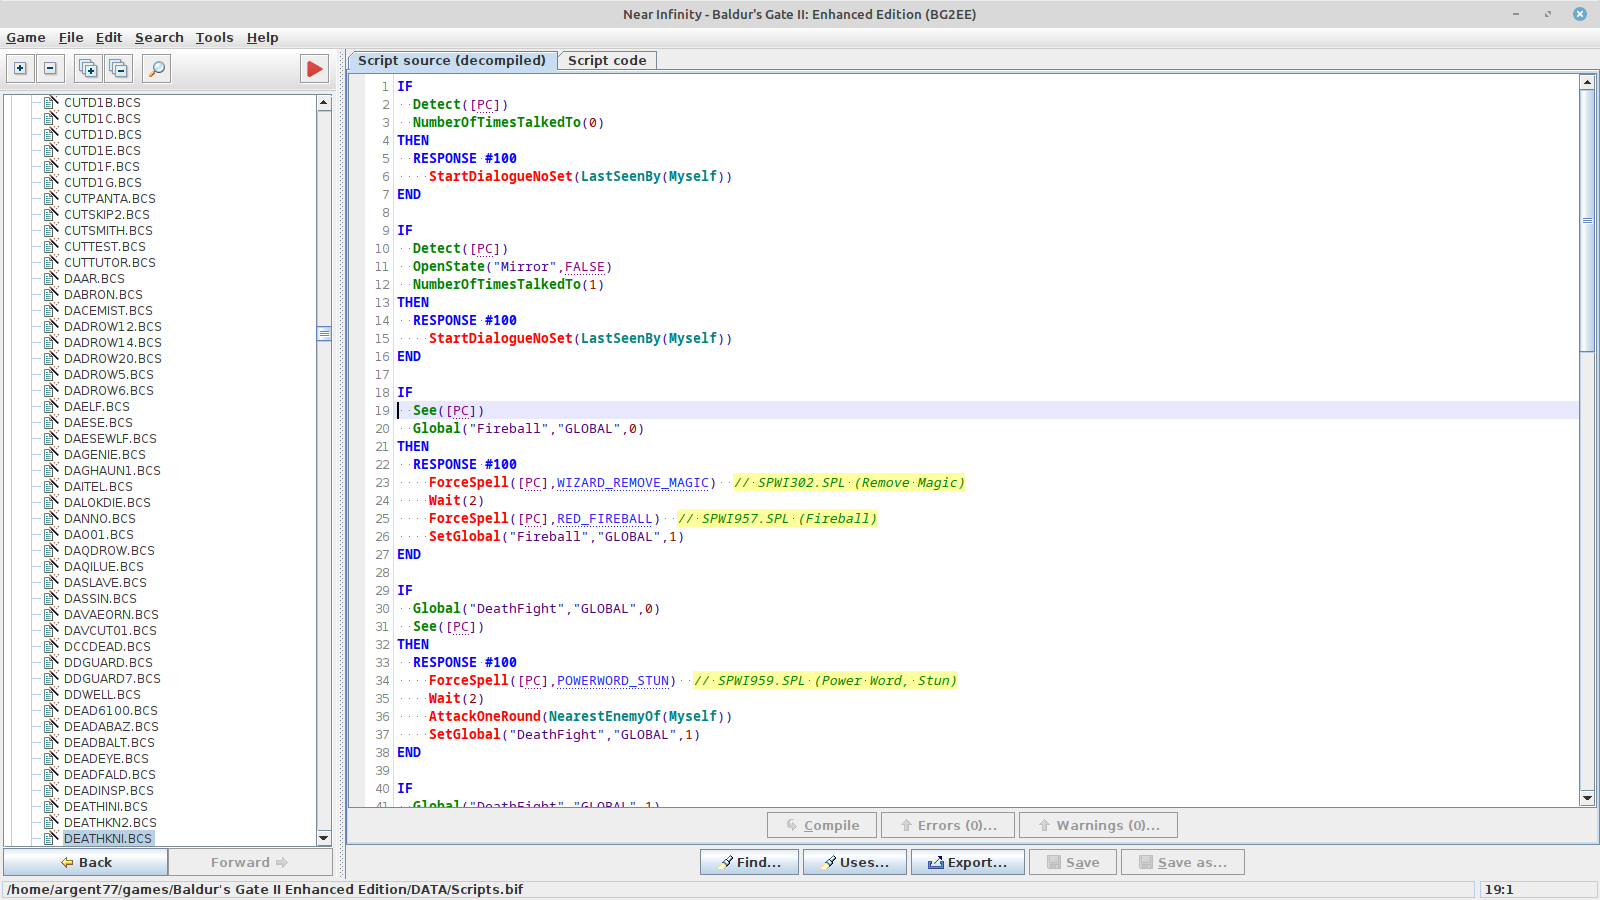 Near Infinity - Baldur's Gate II: Enhanced Edition (BG2EE)
Game File Edit Search Tools Help
CUTD1B.BCS
CUTD1C.BCS
CUTD1D.BCS
CUTD1E.BCS
CUTD1F.BCS
CUTD1G.BCS
CUTPANTA.BCS
CUTSKIP2.BCS
CUTSMITH.BCS
CUTTEST.BCS
CUTTUTOR.BCS
DAAR.BCS
DABRON.BCS
DACEMIST.BCS
DADROW12.BCS
DADROW14.BCS
DADROW20.BCS
DADROW5.BCS
DADROW6.BCS
DAELF.BCS
DAESE.BCS
DAESEWLF.BCS
DAGENIE.BCS
DAGHAUN1.BCS
DAITEL.BCS
DALOKDIE.BCS
DANNO.BCS
DAO01.BCS
DAQDROW.BCS
DAQILUE.BCS
DASLAVE.BCS
DASSIN.BCS
DAVAEORN.BCS
DAVCUT01.BCS
DCCDEAD.BCS
DDGUARD.BCS
DDGUARD7.BCS
DDWELL.BCS
DEAD6100.BCS
DEADABAZ.BCS
DEADBALT.BCS
DEADEYE.BCS
DEADFALD.BCS
DEADINSP.BCS
DEATHINI.BCS
DEATHKN2.BCS
DEATHKNI.BCS
Back Forward
Script source (decompiled) Script code
1 IF
2 Detect([PC])
3 NumberOfTimesTalkedTo(0)
4 THEN
5 RESPONSE #100
6 StartDialogueNoSet(LastSeenBy(Myself))
7 END
8
9 IF
10 Detect([PC])
11 OpenState("Mirror",FALSE)
12 NumberOfTimesTalkedTo(1)
13 THEN
14 RESPONSE #100
15 StartDialogueNoSet(LastSeenBy(Myself))
16 END
17
18 IF
19 See([PC])
20 Global("Fireball","GLOBAL",0)
21 THEN
22 RESPONSE #100
23 ForceSpell([PC],WIZARD_REMOVE_MAGIC) // SPWI302.SPL (Remove Magic)
24 Wait(2)
25 ForceSpell([PC],RED_FIREBALL) // SPWI957.SPL (Fireball)
26 SetGlobal("Fireball","GLOBAL",1)
27 END
28
29 IF
30 Global("DeathFight","GLOBAL",0)
31 See([PC])
32 THEN
33 RESPONSE #100
34 ForceSpell([PC],POWERWORD_STUN) // SPWI959.SPL (Power Word, Stun)
35 Wait(2)
36 AttackOneRound(NearestEnemyOf(Myself))
37 SetGlobal("DeathFight","GLOBAL",1)
38 END
39
40 IF
41 Global("DeathFight","GLOBAL",1)
Compile Errors (0)... Warnings (0)...
Find... Uses... Export... Save Save as...
/home/argent77/games/Baldur's Gate II Enhanced Edition/DATA/Scripts.bif
19:1